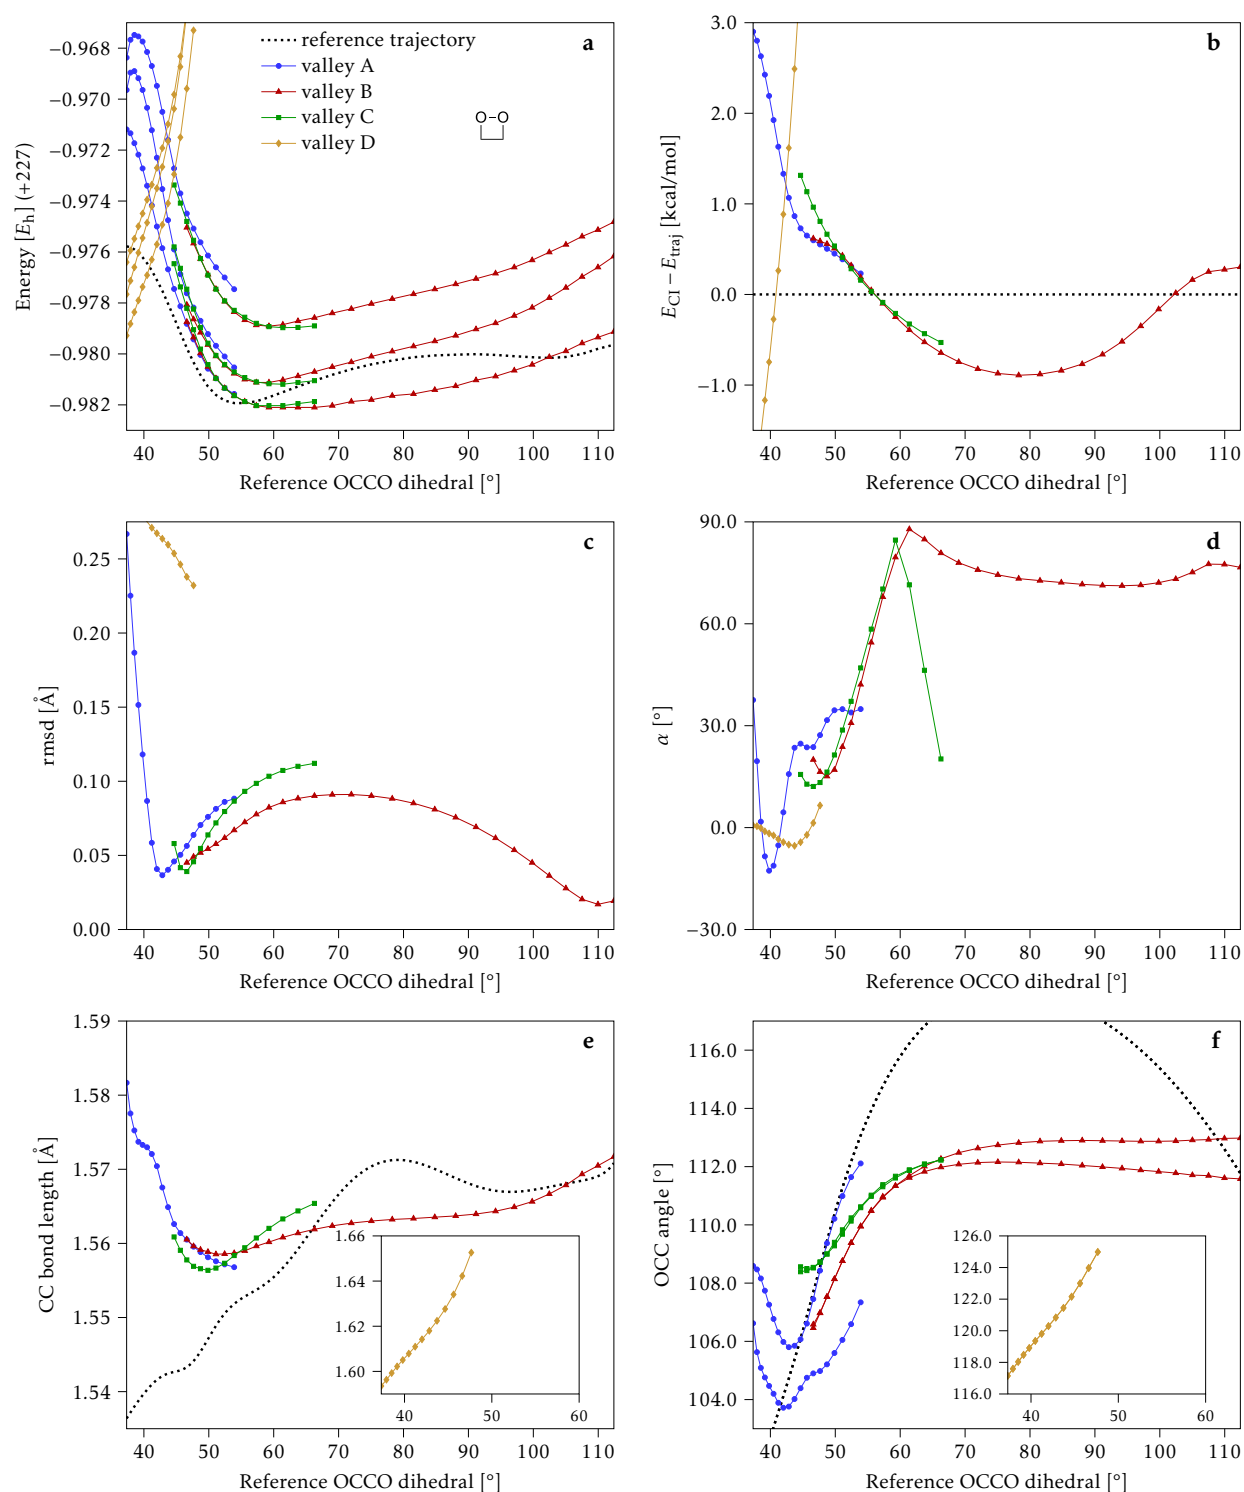 a
reference trajectory
valley A
valley B
valley C
valley D
O-O
−0.968
−0.970
−0.972
−0.974
−0.976
−0.978
−0.980
−0.982
Energy [Eh] (+227)
40 50 60 70 80 90 100 110
Reference OCCO dihedral [°]
b
3.0
2.0
1.0
0.0
−1.0
ECI − Etraj [kcal/mol]
40 50 60 70 80 90 100 110
Reference OCCO dihedral [°]
c
0.25
0.20
0.15
0.10
0.05
0.00
rmsd [Å]
40 50 60 70 80 90 100 110
Reference OCCO dihedral [°]
d
90.0
60.0
30.0
0.0
−30.0
α [°]
40 50 60 70 80 90 100 110
Reference OCCO dihedral [°]
e
1.59
1.58
1.57
1.56
1.55
1.54
CC bond length [Å]
1.66
1.64
1.62
1.60
40 50 60
40 50 60 70 80 90 100 110
Reference OCCO dihedral [°]
f
116.0
114.0
112.0
110.0
108.0
106.0
104.0
OCC angle [°]
126.0
124.0
122.0
120.0
118.0
116.0
40 50 60
40 50 60 70 80 90 100 110
Reference OCCO dihedral [°]